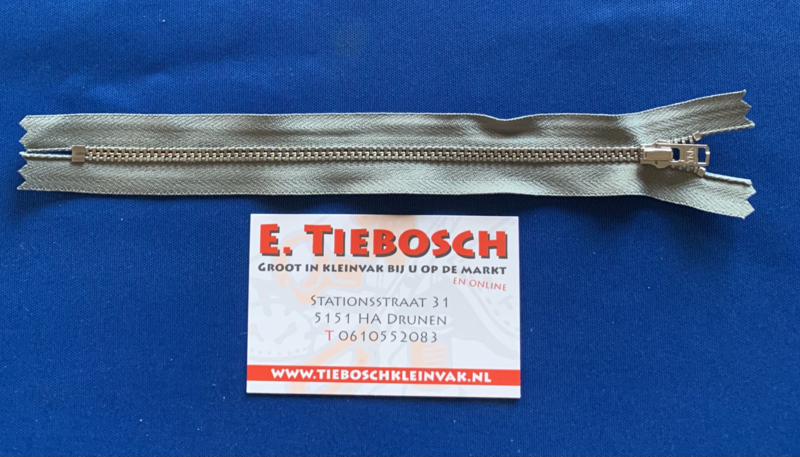 E. TIEBOSCH
GROOT IN KLEINVAK BIJ U OP DE MARKT
EN ONLINE
STATIONSSTRAAT 31
5151 HA DRUNEN
T 0610552083
WWW.TIEBOSCHKLEINVAK.NL